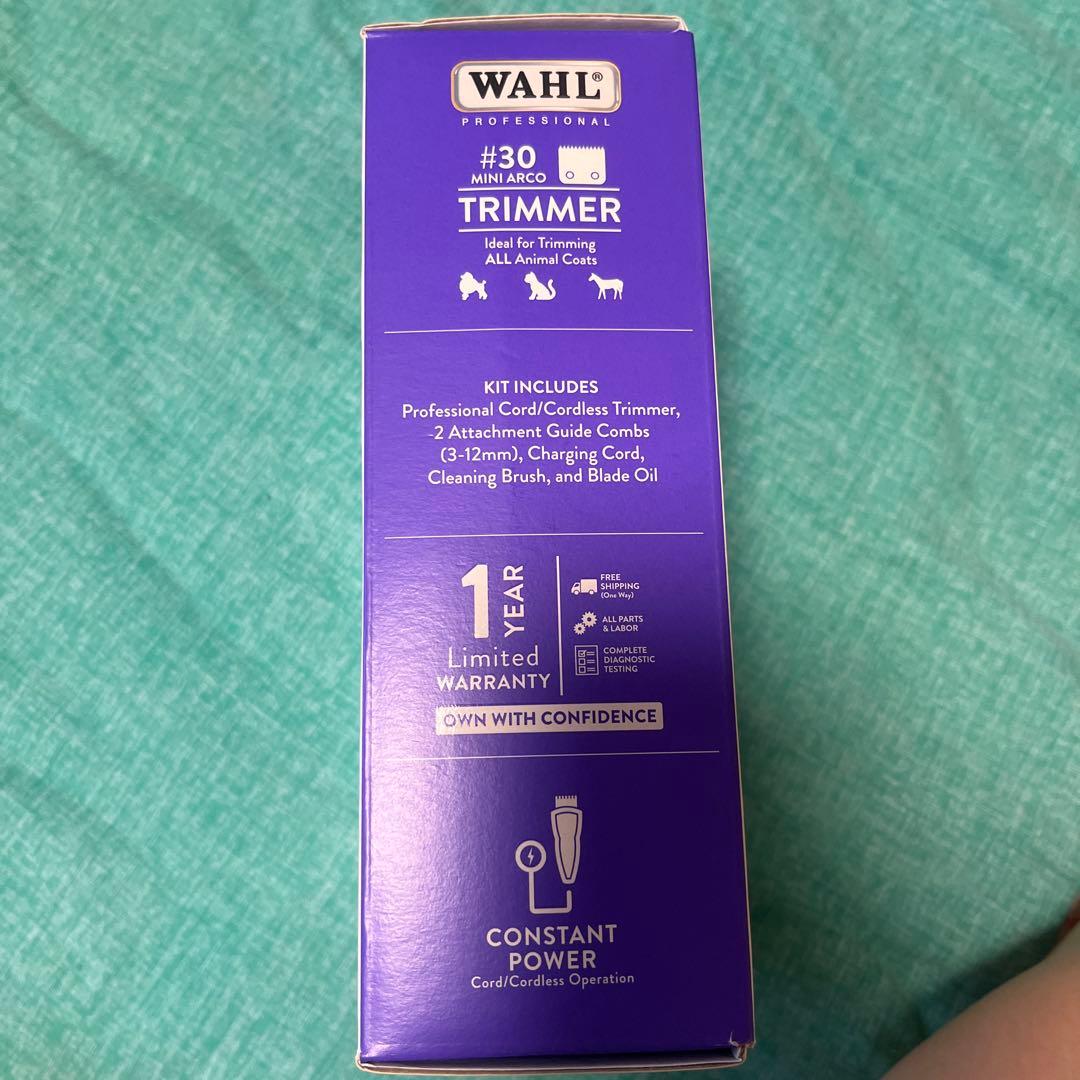 WAHL®
PROFESSIONAL
#30
MINI ARCO
TRIMMER
Ideal for Trimming
ALL Animal Coats
KIT INCLUDES
Professional Cord/Cordless Trimmer,
2 Attachment Guide Combs
(3-12mm), Charging Cord,
Cleaning Brush, and Blade Oil
1 YEAR
Limited
WARRANTY
FREE
SHIPPING
(One Way)
ALL PARTS
& LABOR
COMPLETE
DIAGNOSTIC
TESTING
OWN WITH CONFIDENCE
CONSTANT
POWER
Cord/Cordless Operation